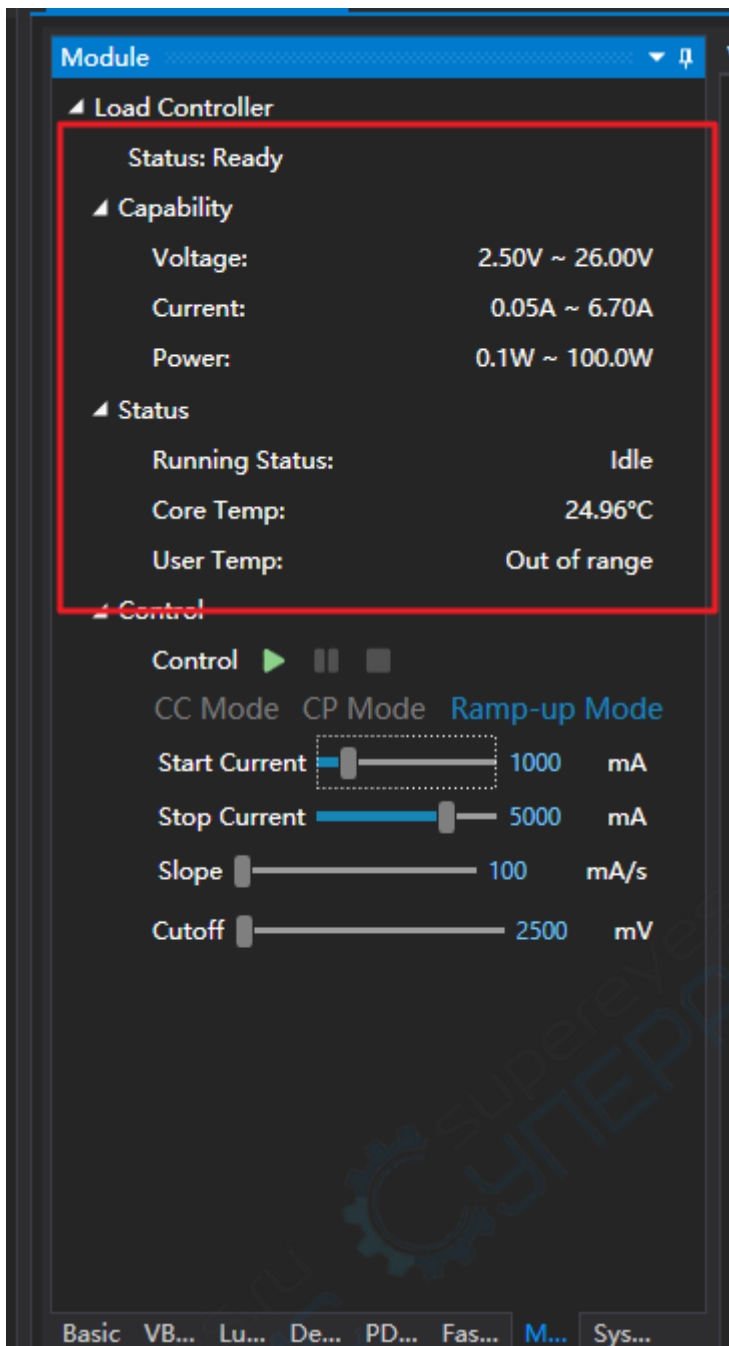 Module
Load Controller
Status: Ready
Capability
Voltage: 2.50V ~ 26.00V
Current: 0.05A ~ 6.70A
Power: 0.1W ~ 100.0W
Status
Running Status: Idle
Core Temp: 24.96°C
User Temp: Out of range
Control
Control
CC Mode CP Mode Ramp-up Mode
Start Current 1000 mA
Stop Current 5000 mA
Slope 100 mA/s
Cutoff 2500 mV
supereyes
Basic VB... Lu... De... PD... Fas... M... Sys...